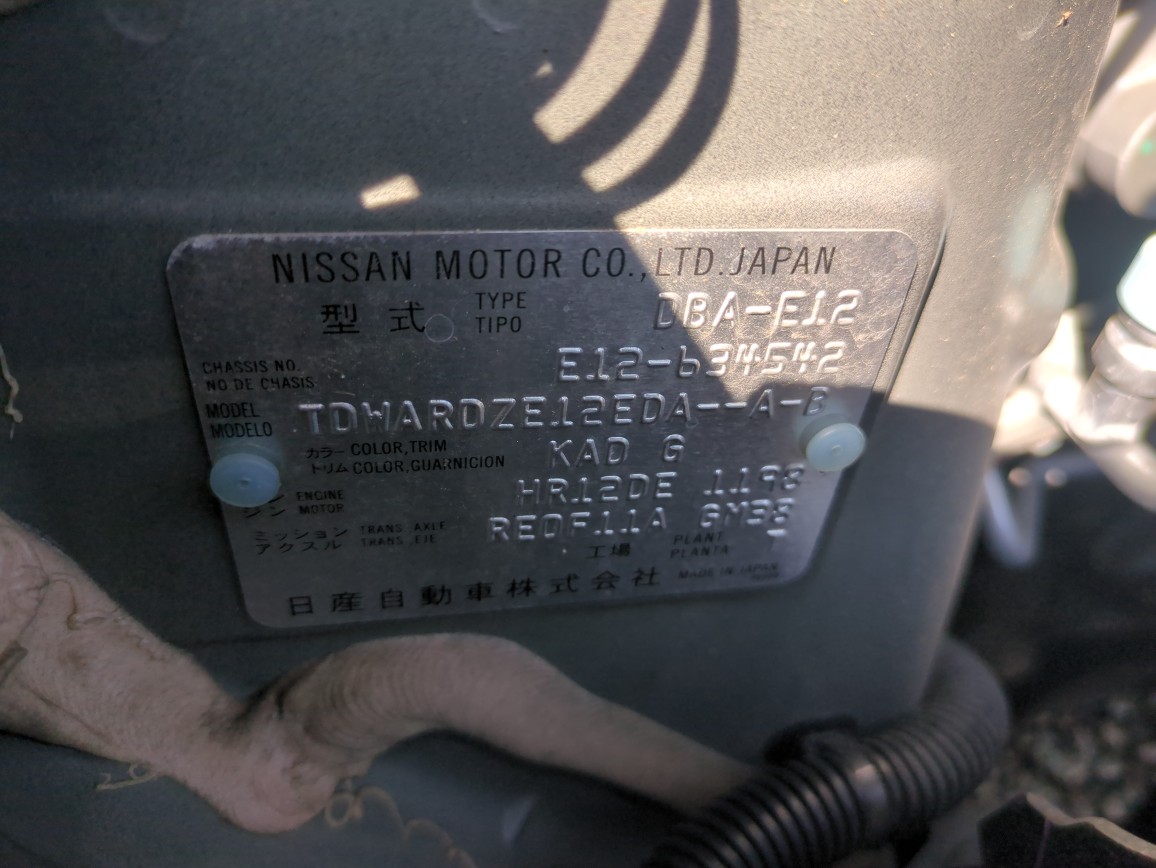 NISSAN MOTOR CO., LTD. JAPAN
型式 TYPE TIPO DBA-E12
CHASSIS NO. NO. DE CHASIS E12-634542
MODEL MODELO TDWARDZE12EDA--A-B
カラー COLOR, TRIM KAD G
トリム COLOR, GUARNICION
ENGINE MOTOR HR12DE 1198
ミッション TRANS AXLE
アクスル TRANS EJE RE0F11A GM38
工場 PLANT PLANTA
日産自動車株式会社 MADE IN JAPAN